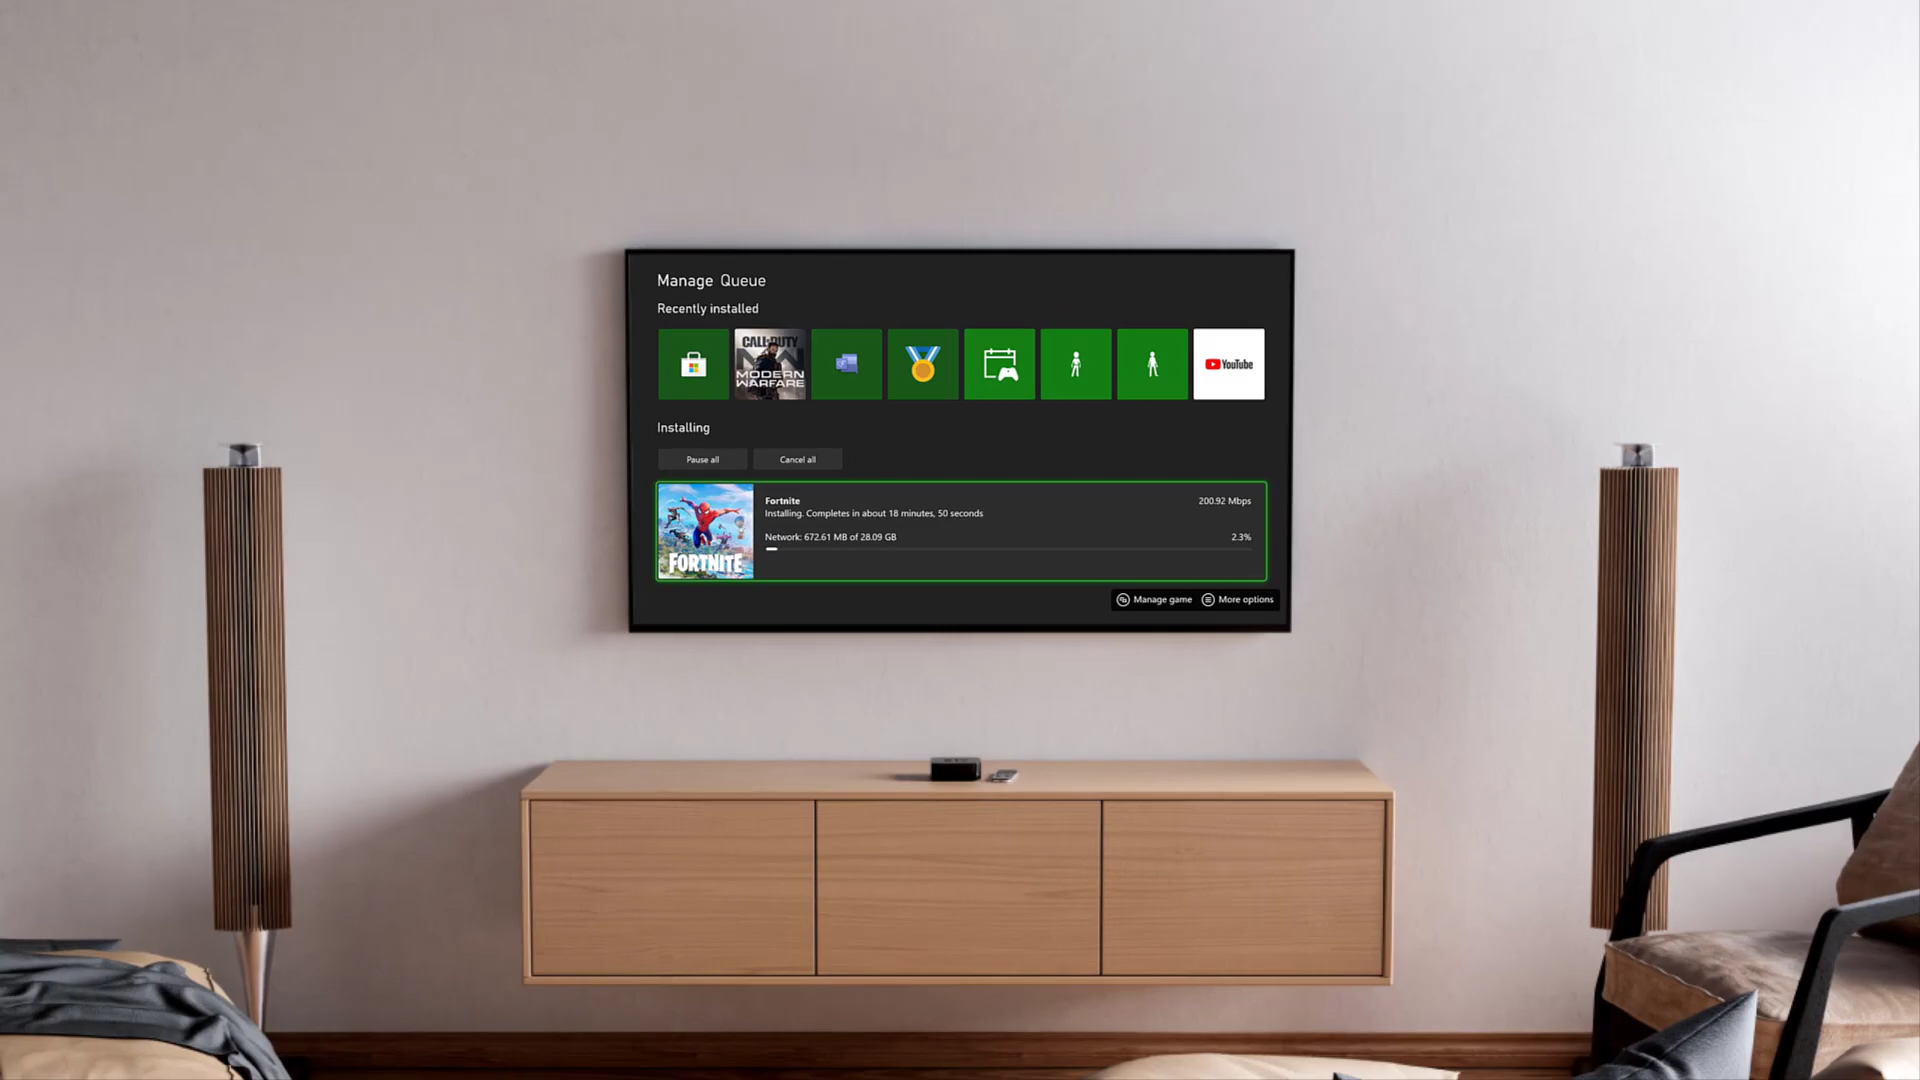 Manage Queue
Recently installed
CALL OF DUTY
MODERN
WARFARE
YouTube
Installing
Pause all
Cancel all
Fortnite
200.92 Mbps
Installing. Completes in about 18 minutes, 50 seconds
Network: 672.61 MB of 28.09 GB
2.3%
FORTNITE
Manage game
More options